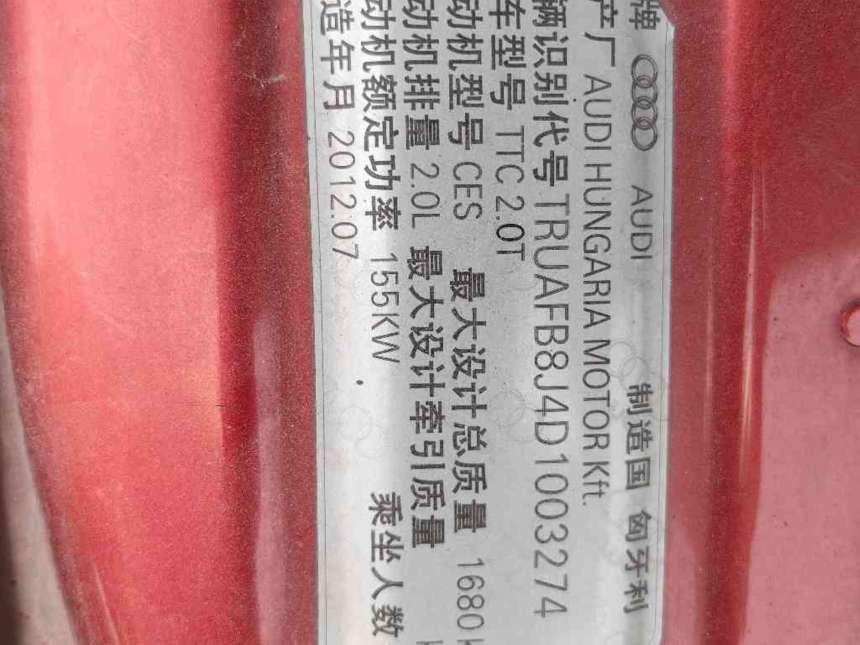 牌 AUDI 制造国 匈牙利
产厂 AUDI HUNGARIA MOTOR Kft.
辆识别代号 TRUAFB8J4D1003274
车型号 TTC 2.0T
动机型号 CES 最大设计总质量 1680
动机排量 2.0L 最大设计牵引质量
动机额定功率 155KW 乘坐人数
造年月 2012.07